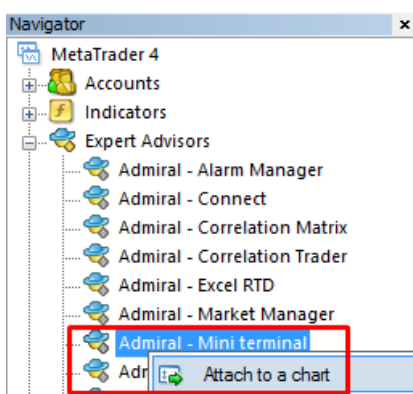 Navigator
MetaTrader 4
Accounts
Indicators
Expert Advisors
Admiral - Alarm Manager
Admiral - Connect
Admiral - Correlation Matrix
Admiral - Correlation Trader
Admiral - Excel RTD
Admiral - Market Manager
Admiral - Mini terminal
Adr
Attach to a chart